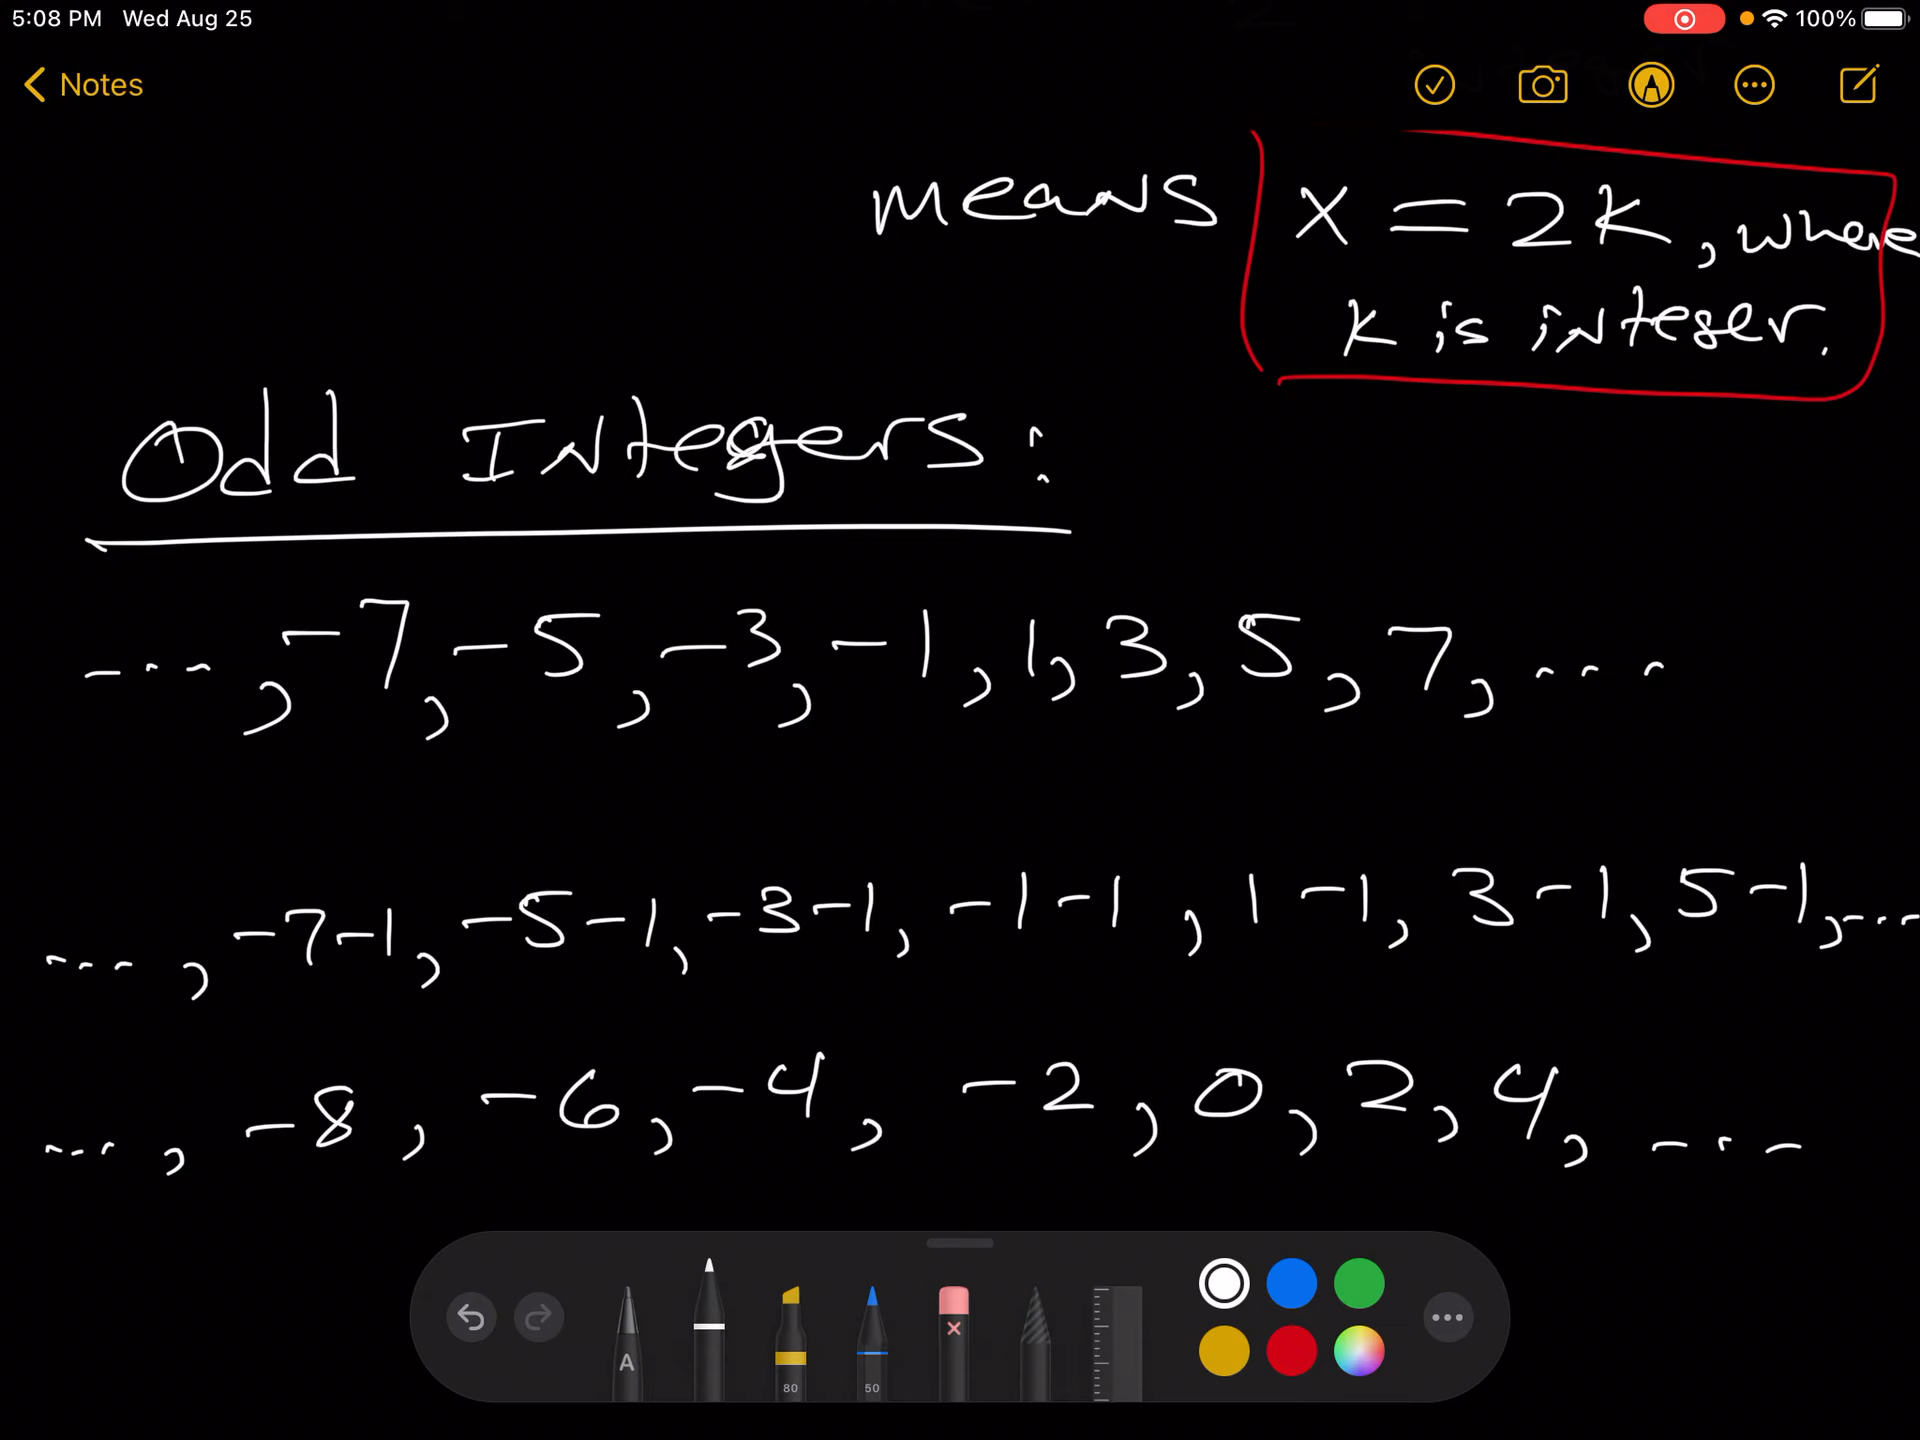 5:08 PM Wed Aug 25
100%
Notes
means x = 2k, where
k is integer.
Odd Integers:
..., -7, -5, -3, -1, 1, 3, 5, 7, ...
..., -7-1, -5-1, -3-1, -1-1, 1-1, 3-1, 5-1, ...
..., -8, -6, -4, -2, 0, 2, 4, ...
A
80
50